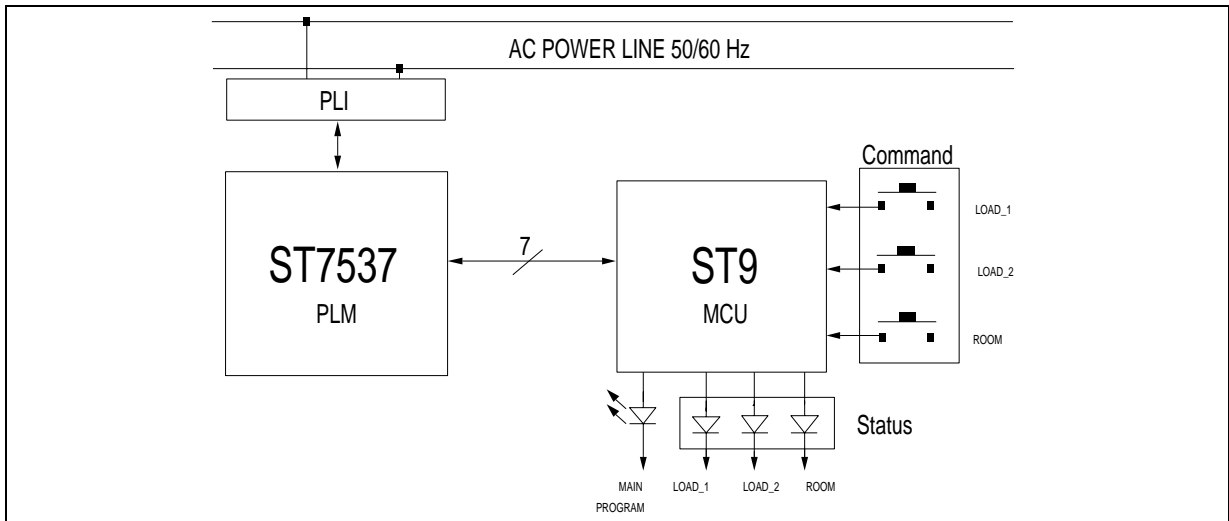 AC POWER LINE 50/60 Hz
PLI
Command
LOAD_1
7
ST7537
PLM
ST9
MCU
LOAD_2
ROOM
Status
MAIN
PROGRAM
LOAD_1
LOAD_2
ROOM